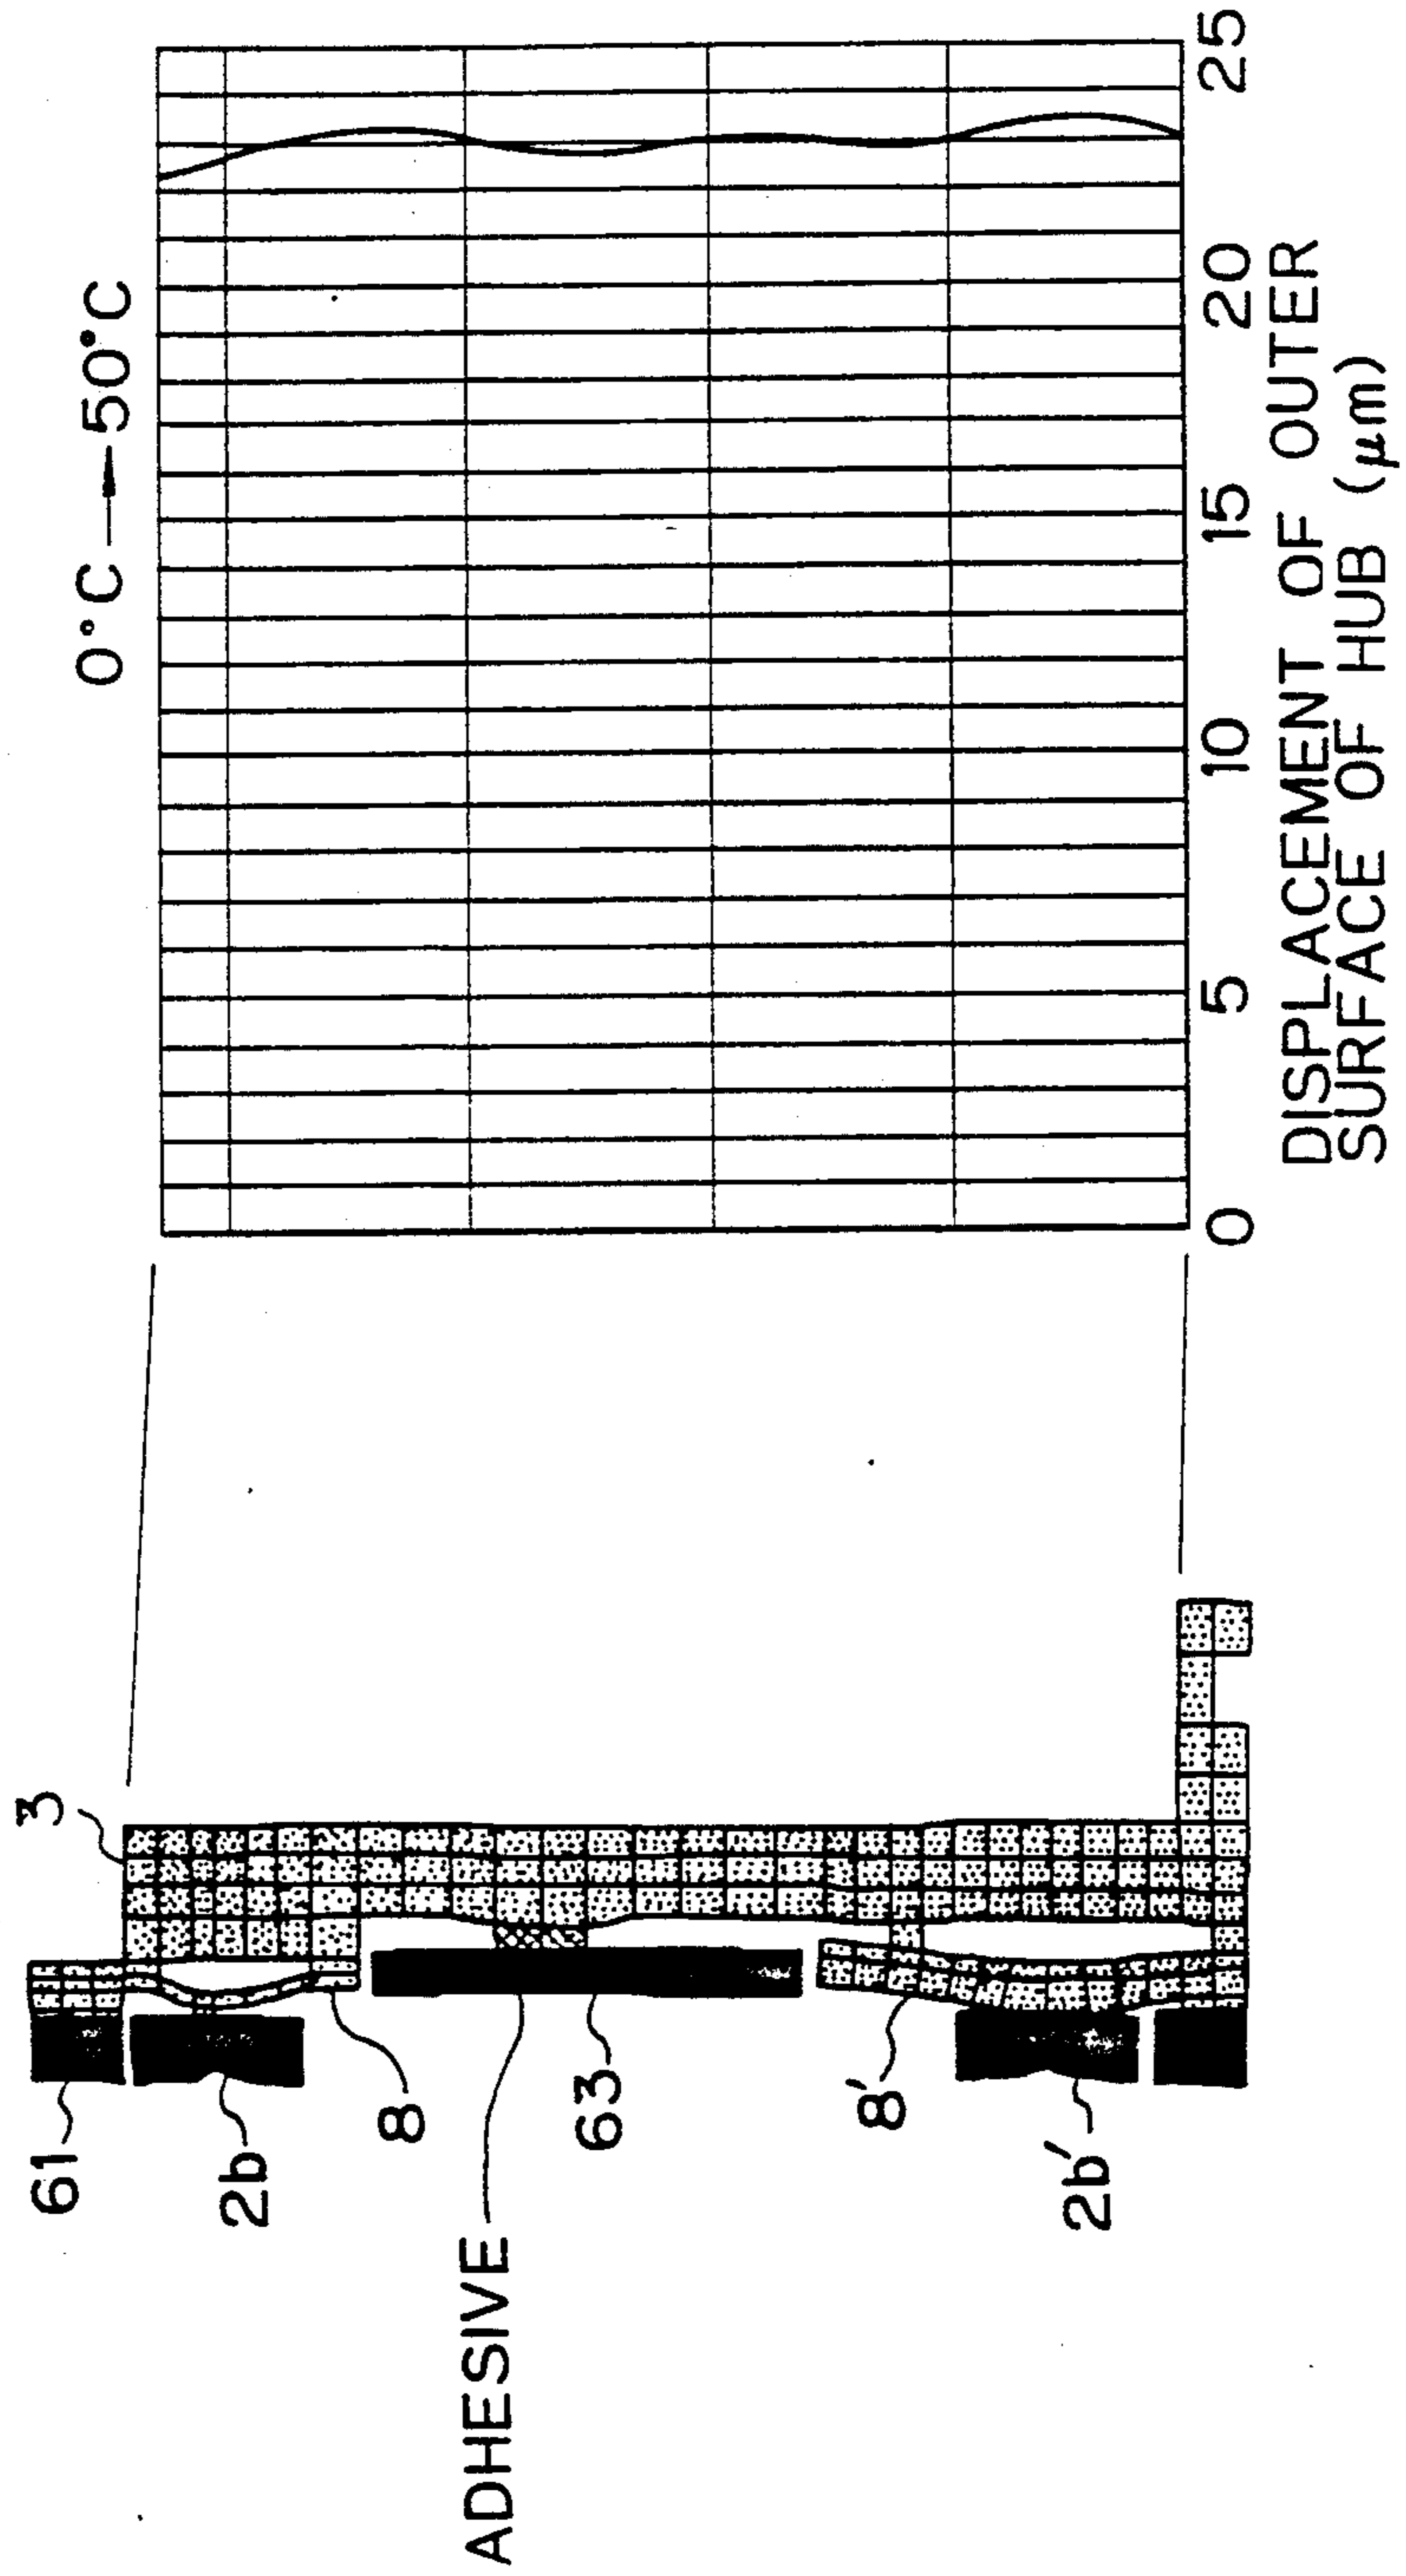 0°C → 50°C
3
61
2b
8
ADHESIVE
63
8'
2b'
0 5 10 15 20 25
DISPLACEMENT OF OUTER
SURFACE OF HUB (μm)